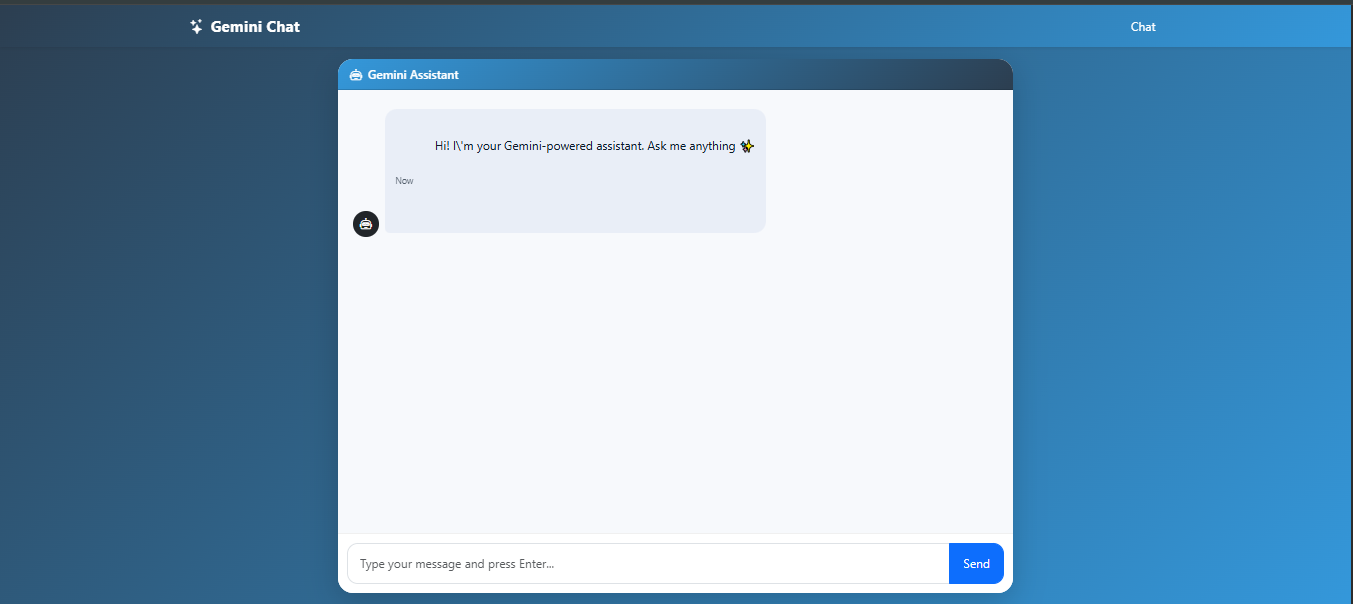 Gemini Chat
Chat
Gemini Assistant
Hi! I\'m your Gemini-powered assistant. Ask me anything ✨
Now
Type your message and press Enter...
Send